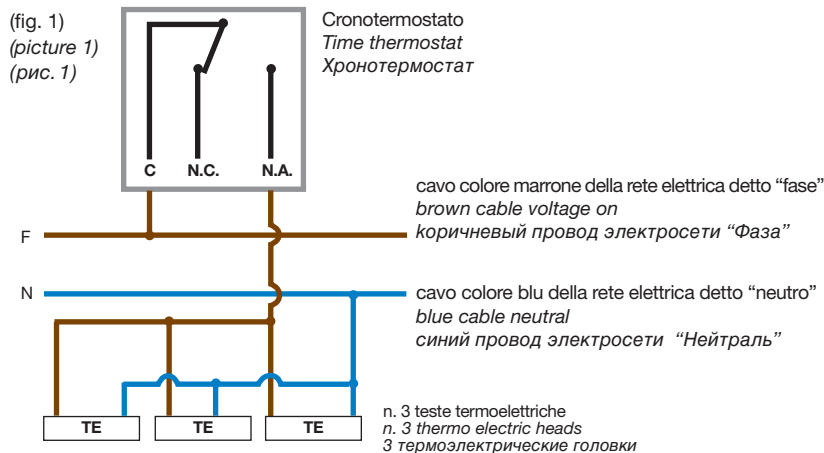 (fig. 1)
(picture 1)
(рис. 1)
Cronotermostato
Time thermostat
Хронотермостат
C N.C. N.A.
cavo colore marrone della rete elettrica detto “fase”
brown cable voltage on
коричневый провод электросети “Фаза”
F
N
cavo colore blu della rete elettrica detto “neutro”
blue cable neutral
синий провод электросети “Нейтраль”
TE TE TE
n. 3 teste termoelettriche
n. 3 thermo electric heads
3 термоэлектрические головки